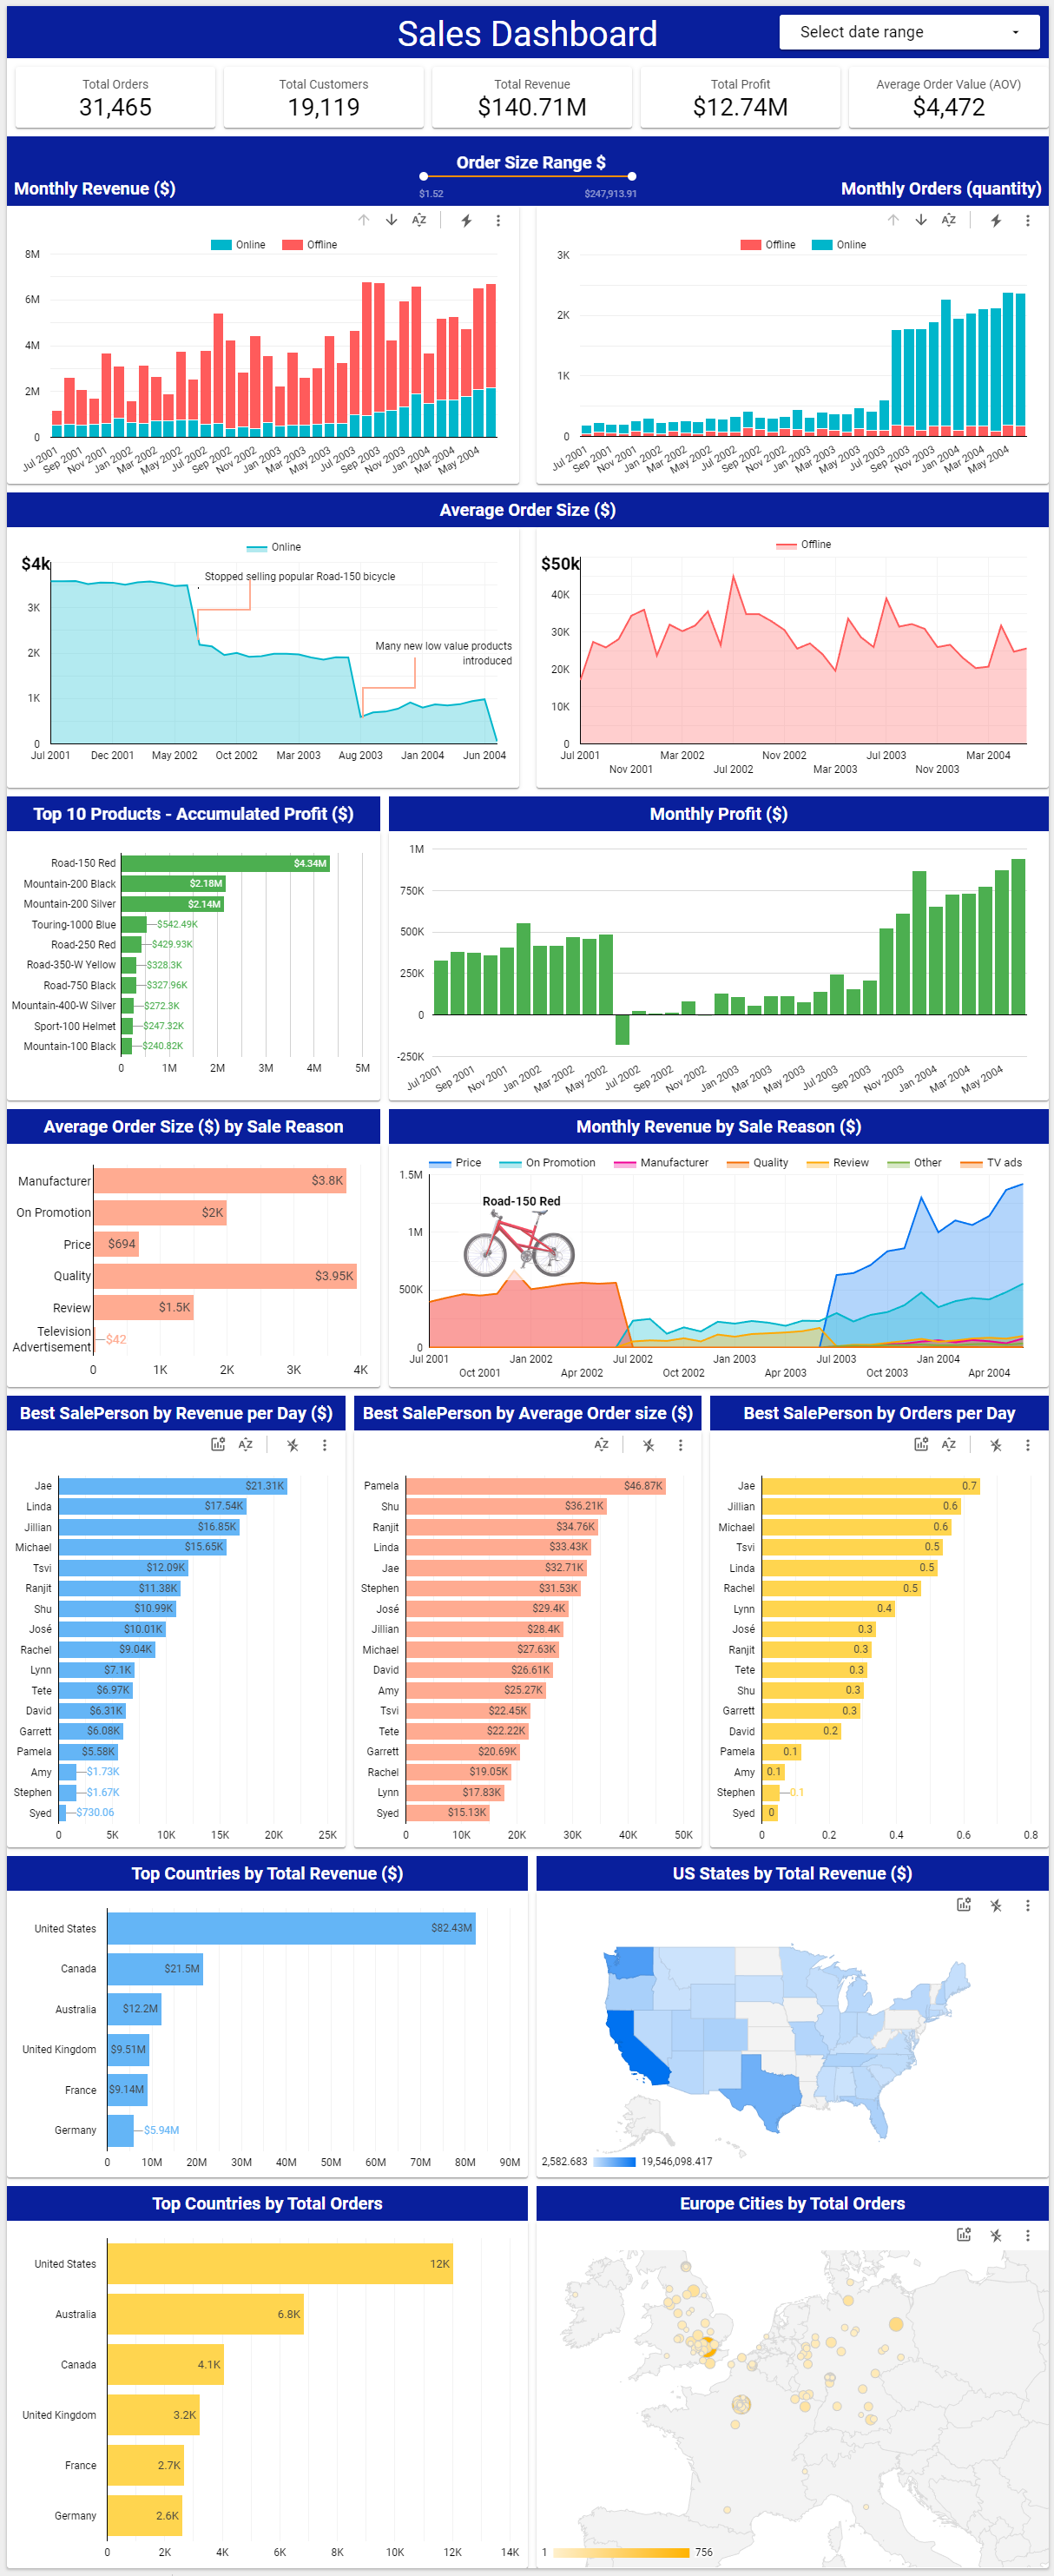 Sales Dashboard
Select date range
Total Orders
31,465
Total Customers
19,119
Total Revenue
$140.71M
Total Profit
$12.74M
Average Order Value (AOV)
$4,472
Order Size Range $
$1.52 $247,913.91
Monthly Revenue ($)
Monthly Orders (quantity)
Online Offline
8M
6M
4M
2M
0
Jul 2001 Sep 2001 Nov 2001 Jan 2002 Mar 2002 May 2002 Jul 2002 Sep 2002 Nov 2002 Jan 2003 Mar 2003 May 2003 Jul 2003 Sep 2003 Nov 2003 Jan 2004 Mar 2004 May 2004
Offline Online
3K
2K
1K
0
Jul 2001 Sep 2001 Nov 2001 Jan 2002 Mar 2002 May 2002 Jul 2002 Sep 2002 Nov 2002 Jan 2003 Mar 2003 May 2003 Jul 2003 Sep 2003 Nov 2003 Jan 2004 Mar 2004 May 2004
Average Order Size ($)
Online
$4k
Stopped selling popular Road-150 bicycle
3K
Many new low value products
introduced
2K
1K
0
Jul 2001 Dec 2001 May 2002 Oct 2002 Mar 2003 Aug 2003 Jan 2004 Jun 2004
Offline
$50k
40K
30K
20K
10K
0
Jul 2001 Mar 2002 Nov 2002 Jul 2003 Mar 2004
Nov 2001 Jul 2002 Mar 2003 Nov 2003
Top 10 Products - Accumulated Profit ($)
Road-150 Red $4.34M
Mountain-200 Black $2.18M
Mountain-200 Silver $2.14M
Touring-1000 Blue $542.49K
Road-250 Red $429.93K
Road-350-W Yellow $328.3K
Road-750 Black $327.96K
Mountain-400-W Silver $272.3K
Sport-100 Helmet $247.32K
Mountain-100 Black $240.82K
0 1M 2M 3M 4M 5M
Monthly Profit ($)
1M
750K
500K
250K
0
-250K
Jul 2001 Sep 2001 Nov 2001 Jan 2002 Mar 2002 May 2002 Jul 2002 Sep 2002 Nov 2002 Jan 2003 Mar 2003 May 2003 Jul 2003 Sep 2003 Nov 2003 Jan 2004 Mar 2004 May 2004
Average Order Size ($) by Sale Reason
Manufacturer $3.8K
On Promotion $2K
Price $694
Quality $3.95K
Review $1.5K
Television
Advertisement $42
0 1K 2K 3K 4K
Monthly Revenue by Sale Reason ($)
Price On Promotion Manufacturer Quality Review Other TV ads
1.5M
Road-150 Red
1M
500K
0
Jul 2001 Jan 2002 Jul 2002 Jan 2003 Jul 2003 Jan 2004
Oct 2001 Apr 2002 Oct 2002 Apr 2003 Oct 2003 Apr 2004
Best SalePerson by Revenue per Day ($)
Jae $21.31K
Linda $17.54K
Jillian $16.85K
Michael $15.65K
Tsvi $12.09K
Ranjit $11.38K
Shu $10.99K
José $10.01K
Rachel $9.04K
Lynn $7.1K
Tete $6.97K
David $6.31K
Garrett $6.08K
Pamela $5.58K
Amy $1.73K
Stephen $1.67K
Syed $730.06
0 5K 10K 15K 20K 25K
Best SalePerson by Average Order size ($)
Pamela $46.87K
Shu $36.21K
Ranjit $34.76K
Linda $33.43K
Jae $32.71K
Stephen $31.53K
José $29.4K
Jillian $28.4K
Michael $27.63K
David $26.61K
Amy $25.27K
Tsvi $22.45K
Tete $22.22K
Garrett $20.69K
Rachel $19.05K
Lynn $17.83K
Syed $15.13K
0 10K 20K 30K 40K 50K
Best SalePerson by Orders per Day
Jae 0.7
Jillian 0.6
Michael 0.6
Tsvi 0.5
Linda 0.5
Rachel 0.5
Lynn 0.4
José 0.3
Ranjit 0.3
Tete 0.3
Shu 0.3
Garrett 0.3
David 0.2
Pamela 0.1
Amy 0.1
Stephen 0.1
Syed 0
0 0.2 0.4 0.6 0.8
Top Countries by Total Revenue ($)
United States $82.43M
Canada $21.5M
Australia $12.2M
United Kingdom $9.51M
France $9.14M
Germany $5.94M
0 10M 20M 30M 40M 50M 60M 70M 80M 90M
US States by Total Revenue ($)
2,582.683 19,546,098.417
Top Countries by Total Orders
United States 12K
Australia 6.8K
Canada 4.1K
United Kingdom 3.2K
France 2.7K
Germany 2.6K
0 2K 4K 6K 8K 10K 12K 14K
Europe Cities by Total Orders
1 756